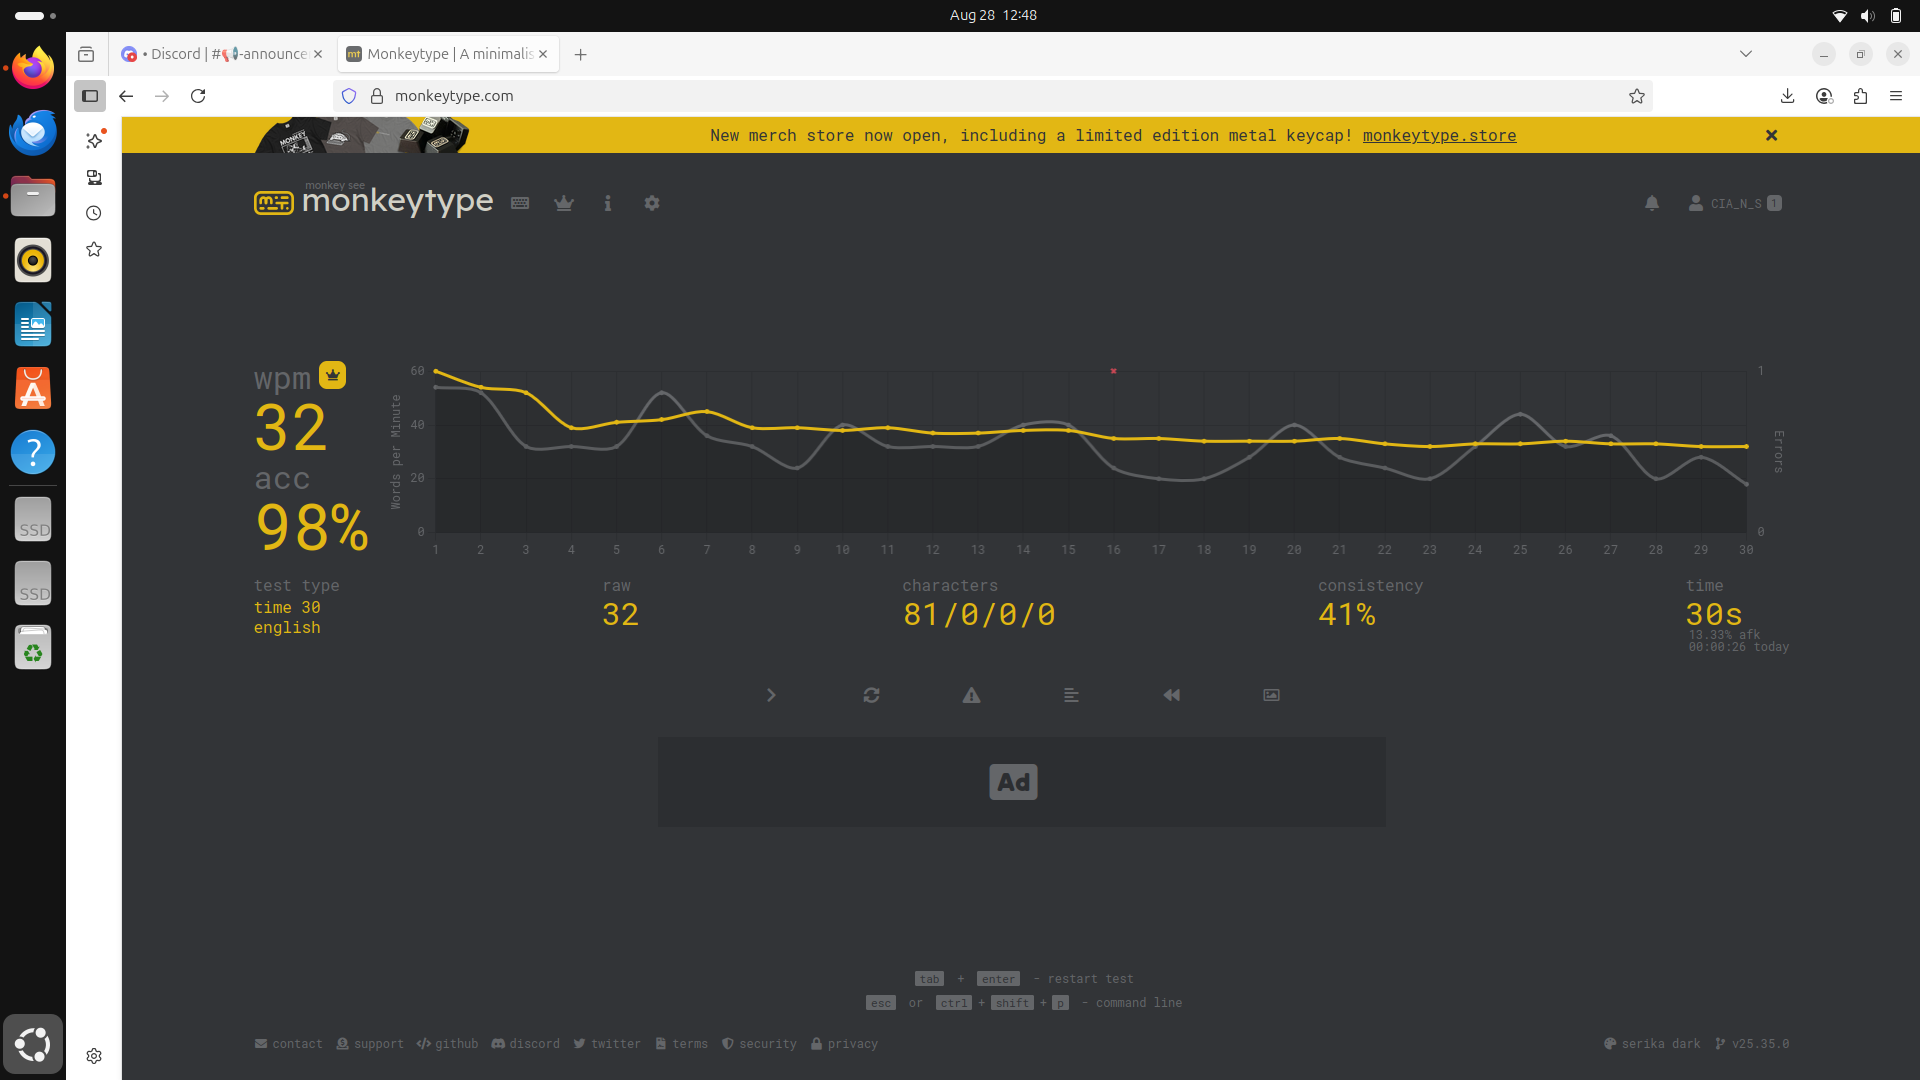 Aug 28 12:48
• Discord | #📢-announce
Monkeytype | A minimalis
monkeytype.com
New merch store now open, including a limited edition metal keycap! monkeytype.store
monkey see
monkeytype
CIA_N_S 1
wpm
32
acc
98%
Words per Minute
60
40
20
0
1
0
Errors
1 2 3 4 5 6 7 8 9 10 11 12 13 14 15 16 17 18 19 20 21 22 23 24 25 26 27 28 29 30
test type
time 30
english
raw
32
characters
81/0/0/0
consistency
41%
time
30s
13.33% afk
00:00:26 today
Ad
tab + enter - restart test
esc or ctrl + shift + p - command line
contact support github discord twitter terms security privacy
serika dark v25.35.0
SSD
SSD